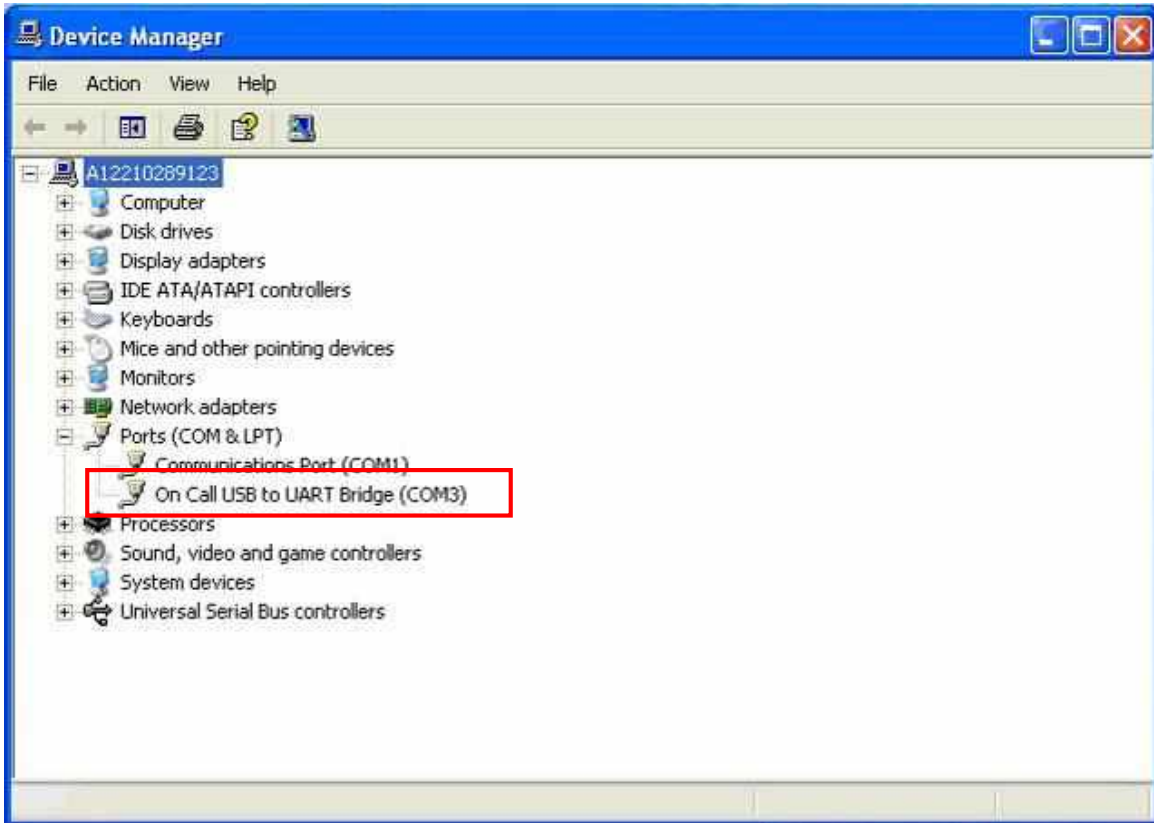 Device Manager
File Action View Help
A12210289123
Computer
Disk drives
Display adapters
IDE ATA/ATAPI controllers
Keyboards
Mice and other pointing devices
Monitors
Network adapters
Ports (COM & LPT)
Communications Port (COM1)
On Call USB to UART Bridge (COM3)
Processors
Sound, video and game controllers
System devices
Universal Serial Bus controllers